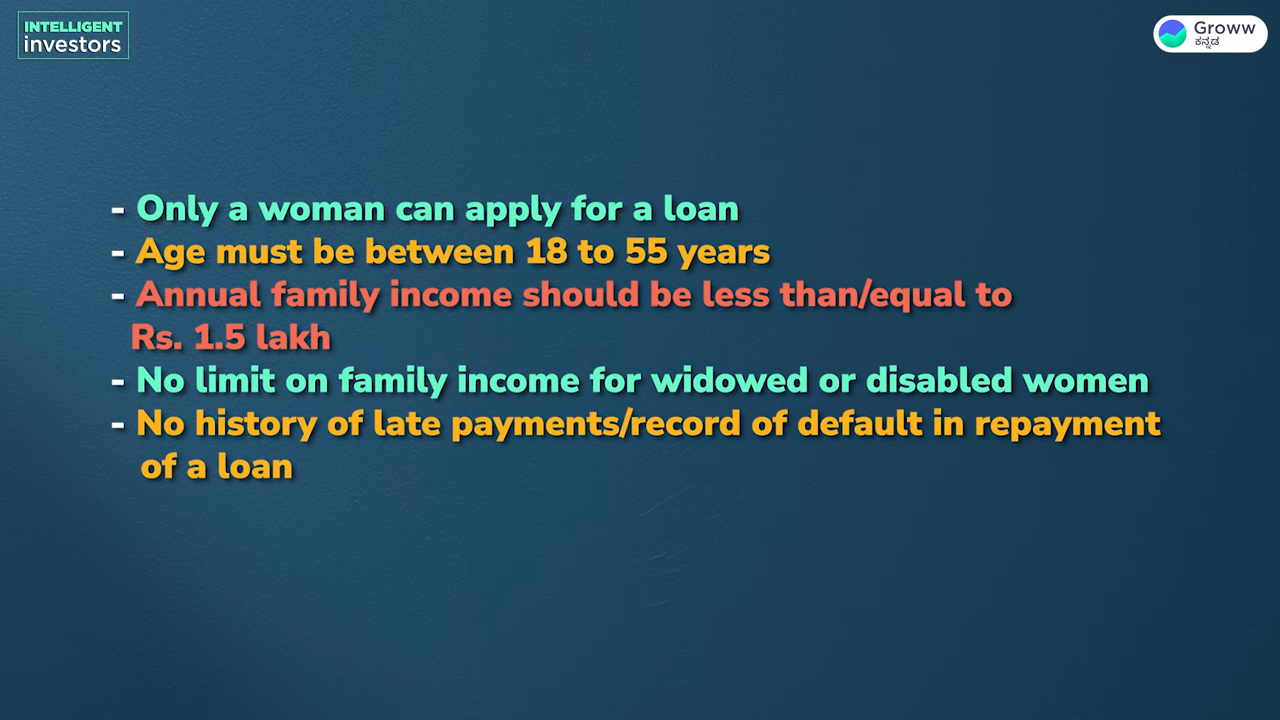 INTELLIGENT
investors
Groww
ಕನ್ನಡ
- Only a woman can apply for a loan
- Age must be between 18 to 55 years
- Annual family income should be less than/equal to
Rs. 1.5 lakh
- No limit on family income for widowed or disabled women
- No history of late payments/record of default in repayment
of a loan